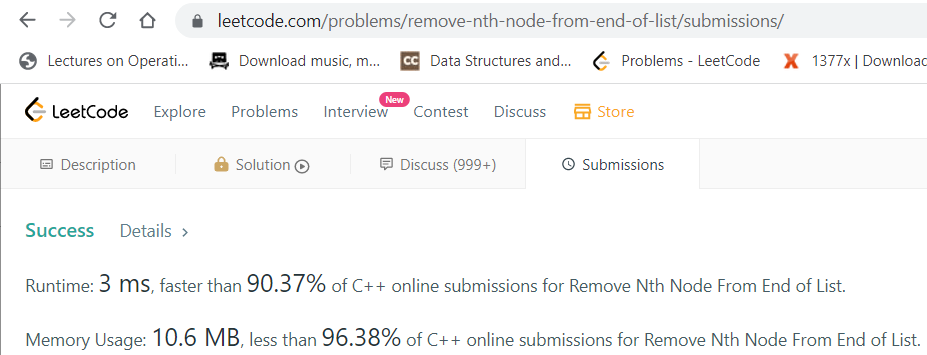 leetcode.com/problems/remove-nth-node-from-end-of-list/submissions/
Lectures on Operati... Download music, m... CC Data Structures and... Problems - LeetCode X 1377x | Download
LeetCode Explore Problems Interview New Contest Discuss Store
Description Solution Discuss (999+) Submissions
Success Details >
Runtime: 3 ms, faster than 90.37% of C++ online submissions for Remove Nth Node From End of List.
Memory Usage: 10.6 MB, less than 96.38% of C++ online submissions for Remove Nth Node From End of List.